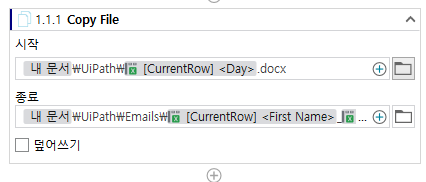 1.1.1 Copy File
시작
내 문서₩UiPath₩[CurrentRow] <Day>.docx
종료
내 문서₩UiPath₩Emails₩[CurrentRow] <First Name>_ ...
덮어쓰기